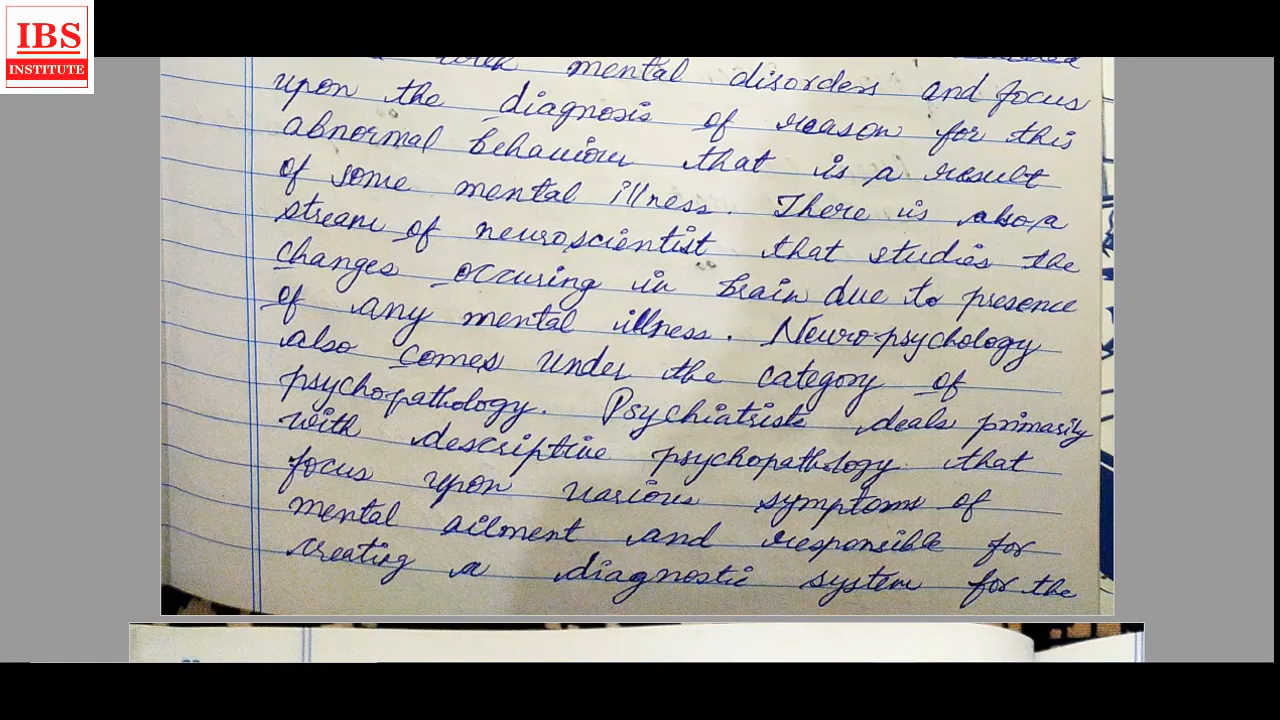 IBS
INSTITUTE
mental disorders and focus
upon the diagnosis of reason for this
abnormal behaviour that is a result
of some mental illness. There is also a
stream of neuroscientist that studies the
changes occuring in brain due to presence
of any mental illness. Neuropsychology
also comes under the category of
psychopathology. Psychiatrists deals primarily
with descriptive psychopathology that
focus upon various symptoms of
mental ailment and responsible for
creating a diagnostic system for the